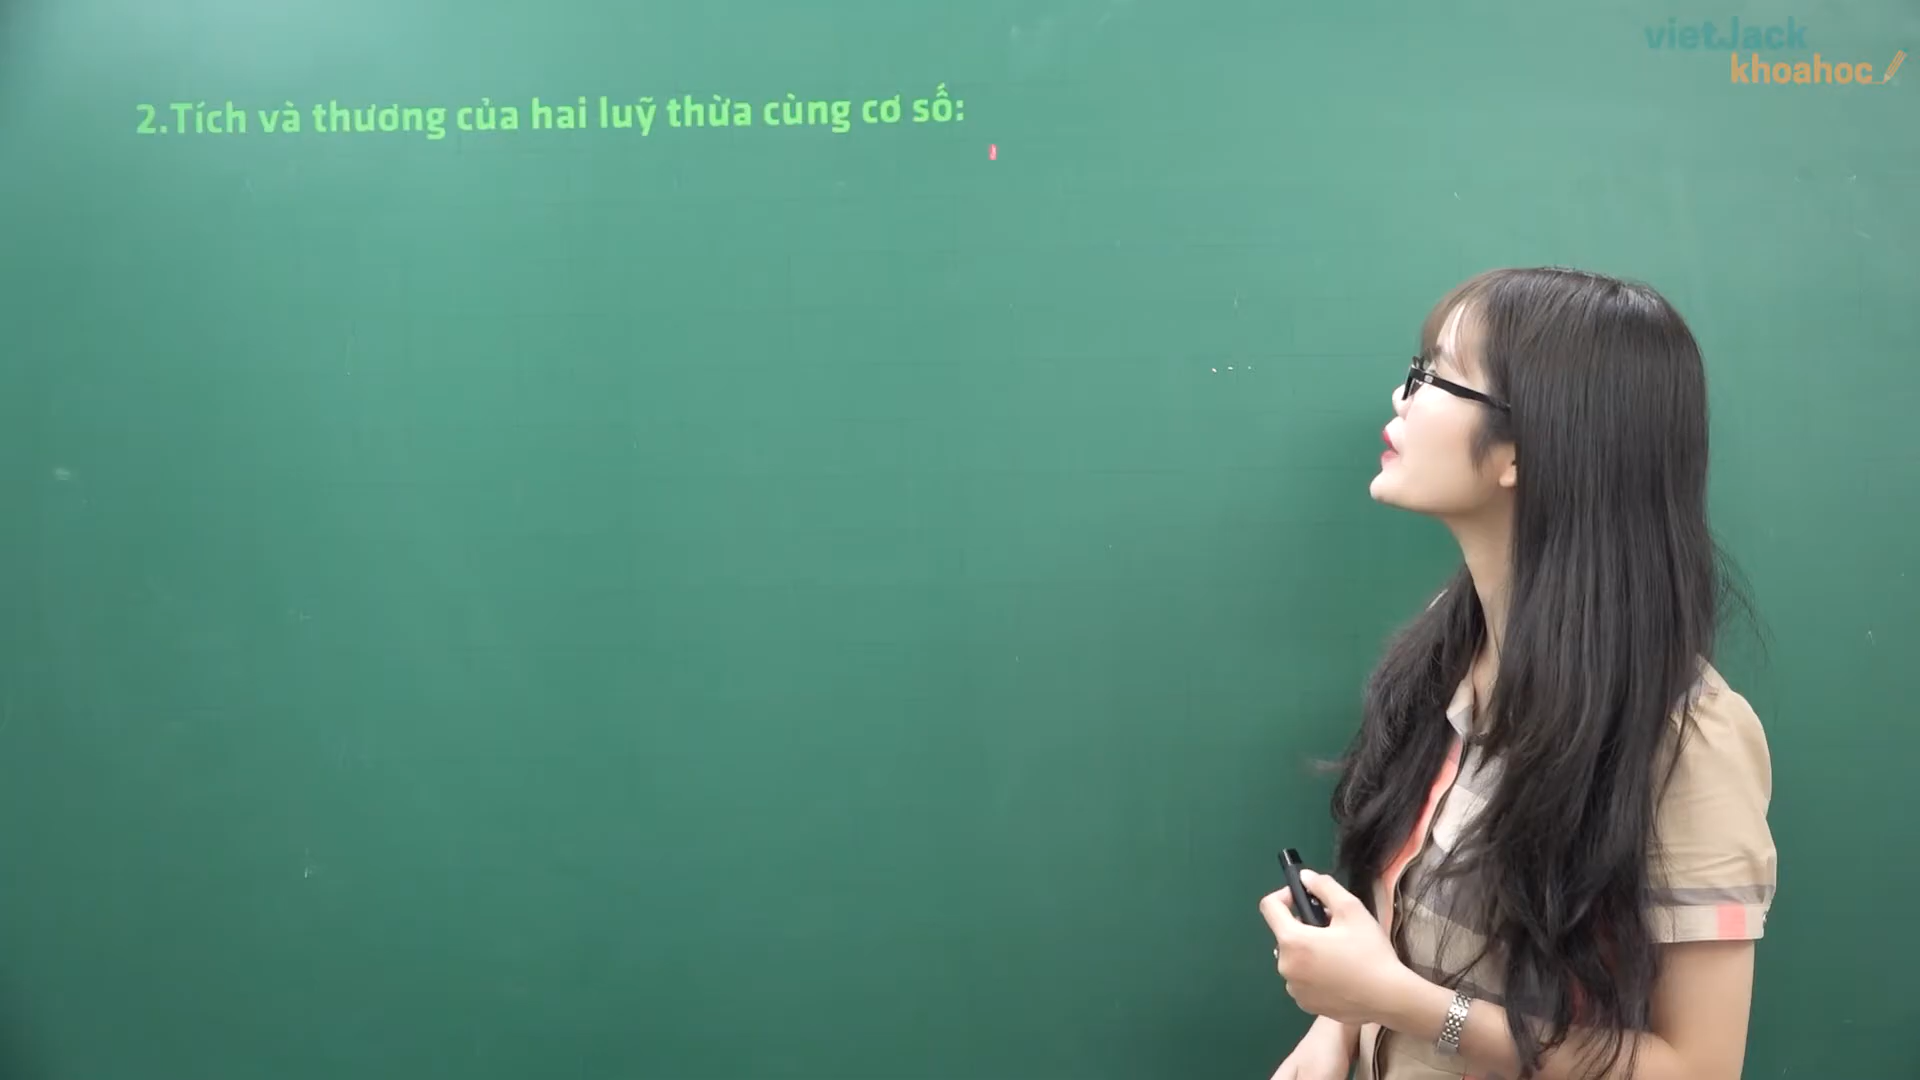 vietJack
khoahoc
2.Tích và thương của hai luỹ thừa cùng cơ số: